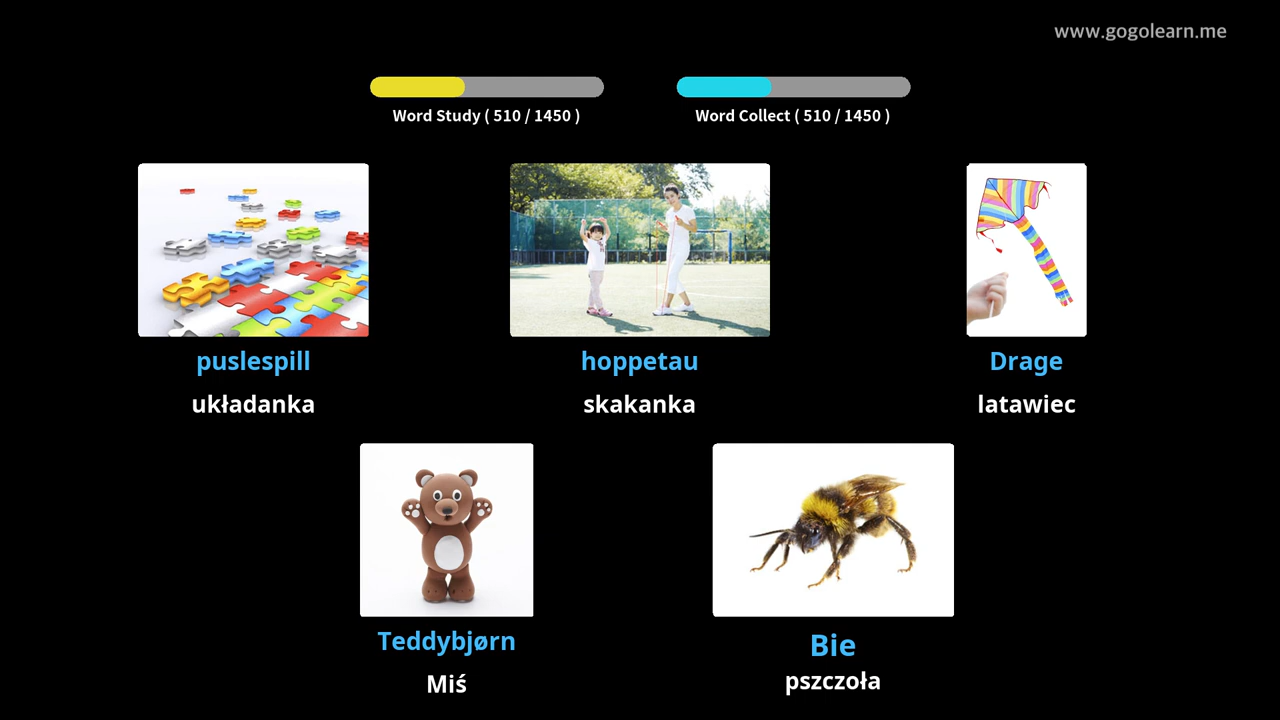 www.gogolearn.me
Word Study ( 510 / 1450 )
Word Collect ( 510 / 1450 )
puslespill
hoppetau
Drage
układanka
skakanka
latawiec
Teddybjørn
Bie
Miś
pszczoła